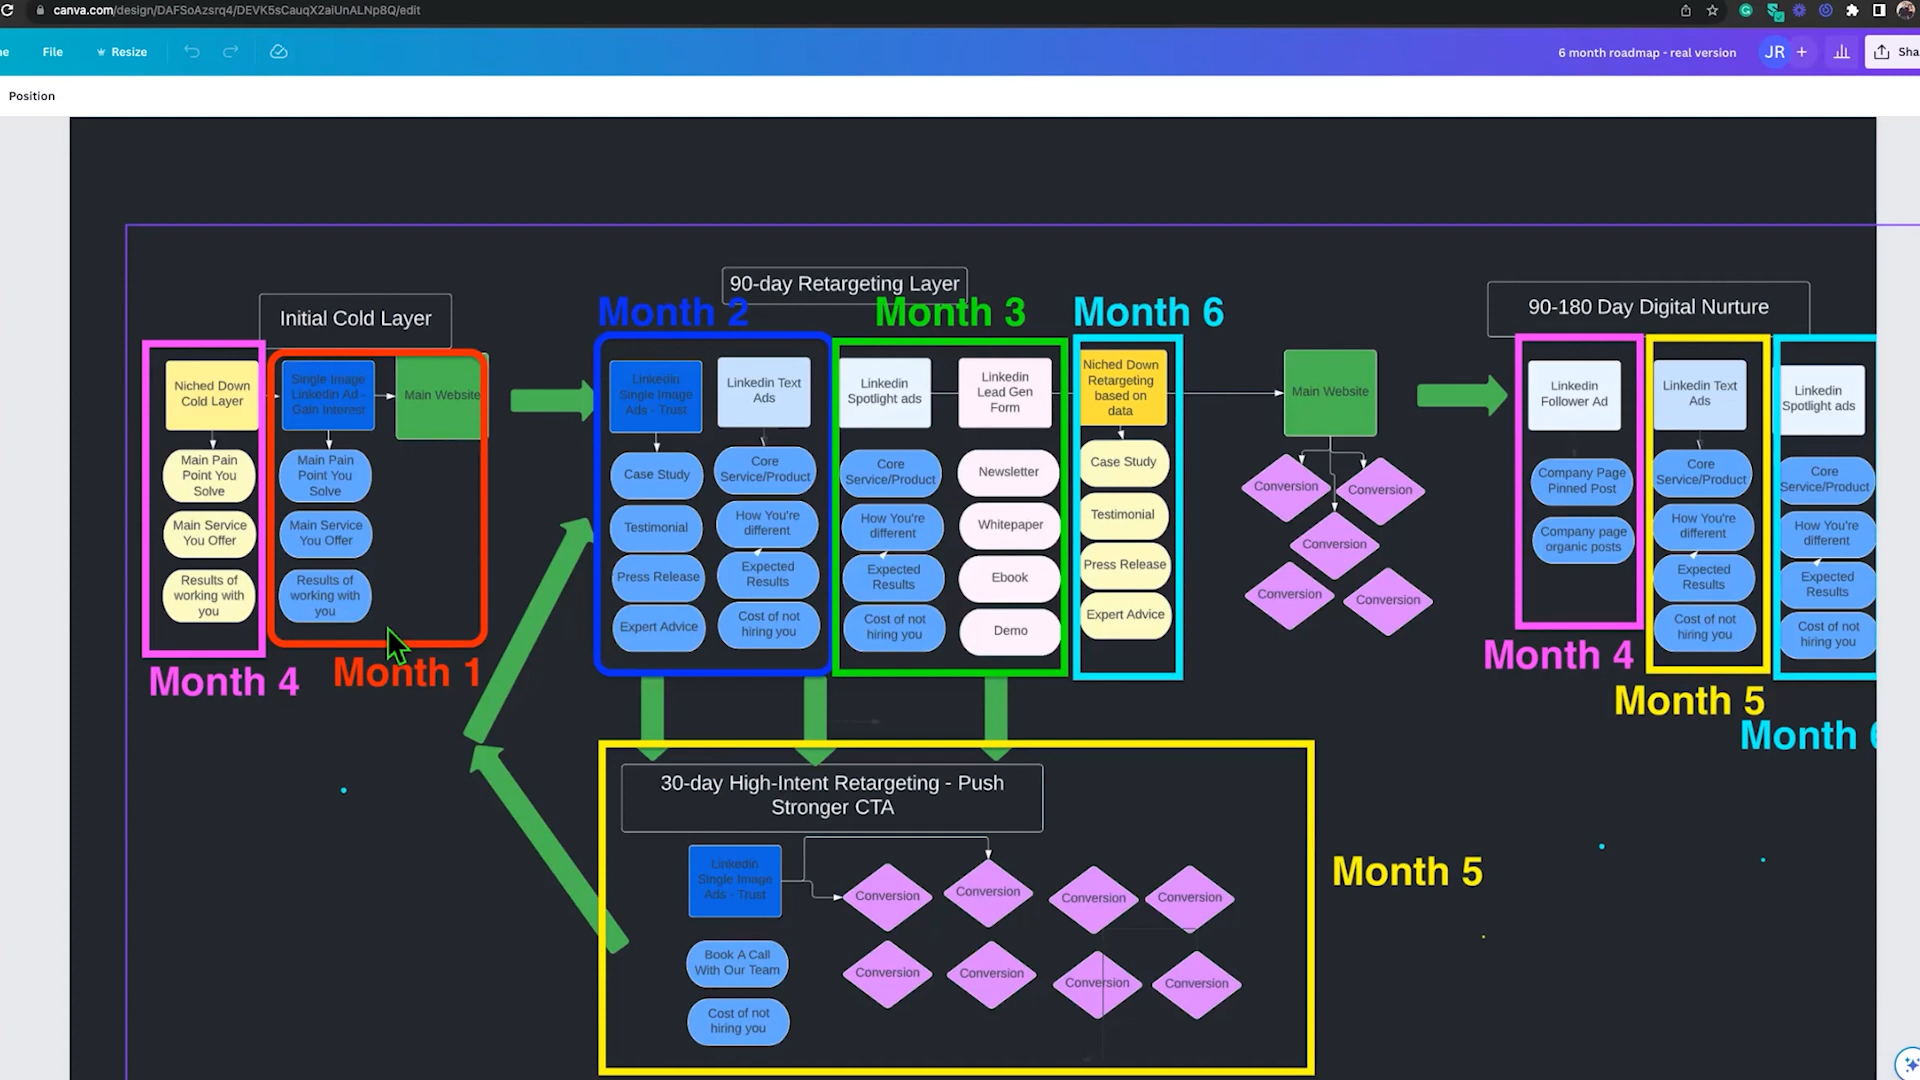 canva.com/design/DAFSoAzsrq4/DEVK5sCauqX2aiUnALNp8Q/edit
File
Resize
6 month roadmap - real version
JR
+
Position
90-day Retargeting Layer
Initial Cold Layer
90-180 Day Digital Nurture
Month 2
Month 3
Month 6
Niched Down
Cold Layer
Main Pain
Point You
Solve
Main Service
You Offer
Results of
working with
you
Month 4
Single Image
Linkedin Ad -
Gain Interest
Main Website
Main Pain
Point You
Solve
Main Service
You Offer
Results of
working with
you
Month 1
Linkedin
Single Image
Ads - Trust
Case Study
Testimonial
Press Release
Expert Advice
Linkedin Text
Ads
Core
Service/Product
How You're
different
Expected
Results
Cost of not
hiring you
Linkedin
Spotlight ads
Core
Service/Product
How You're
different
Expected
Results
Cost of not
hiring you
Linkedin
Lead Gen
Form
Newsletter
Whitepaper
Ebook
Demo
Niched Down
Retargeting
based on
data
Case Study
Testimonial
Press Release
Expert Advice
Main Website
Conversion
Conversion
Conversion
Conversion
Conversion
Linkedin
Follower Ad
Company Page
Pinned Post
Company page
organic posts
Month 4
Linkedin Text
Ads
Core
Service/Product
How You're
different
Expected
Results
Cost of not
hiring you
Month 5
Linkedin
Spotlight ads
Core
Service/Product
How You're
different
Expected
Results
Cost of not
hiring you
Month
30-day High-Intent Retargeting - Push
Stronger CTA
Linkedin
Single Image
Ads - Trust
Book A Call
With Our Team
Cost of not
hiring you
Conversion
Conversion
Conversion
Conversion
Conversion
Conversion
Conversion
Conversion
Month 5